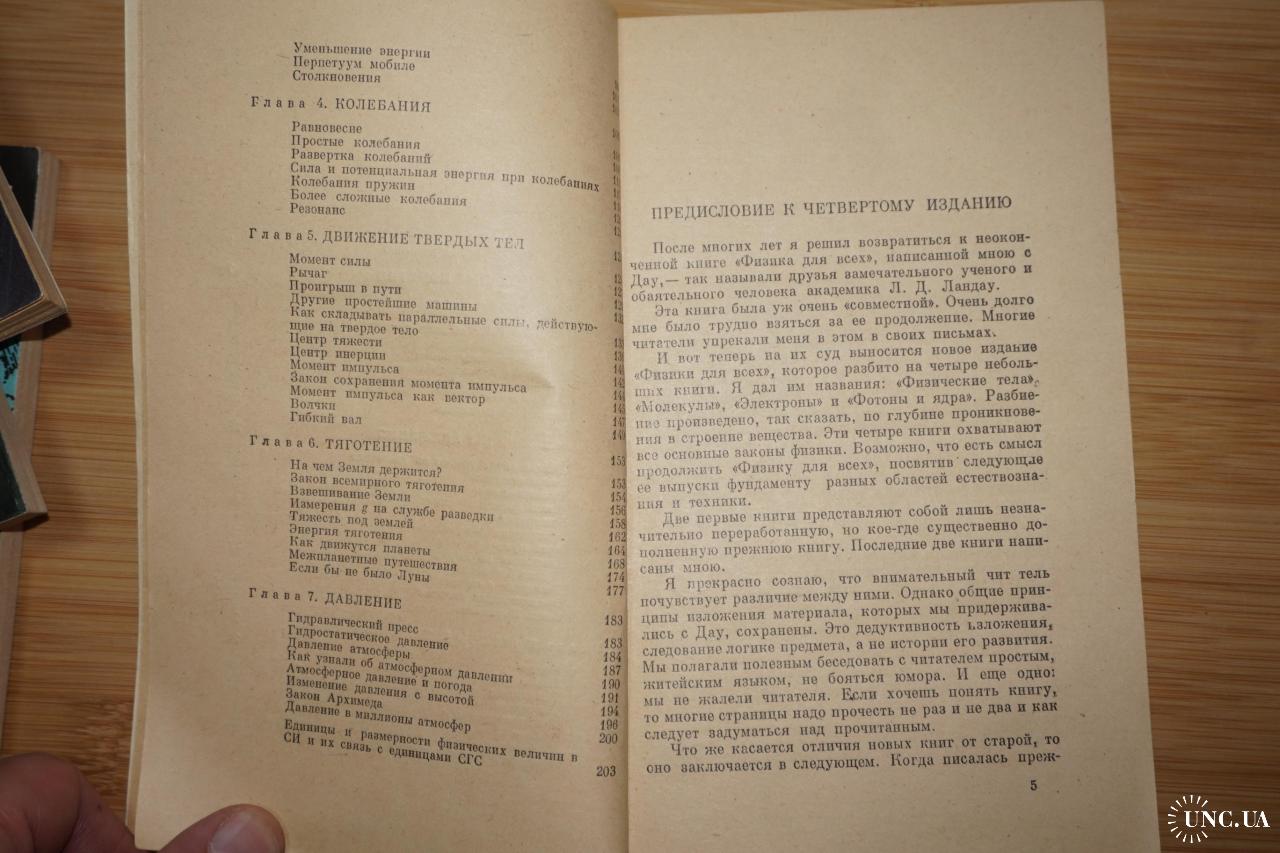 Уменьшение энергии
Перпетуум мобиле
Столкновения
Глава 4. КОЛЕБАНИЯ
Равновесие
Простые колебания
Развертка колебаний
Сила и потенциальная энергия при колебаниях
Колебания пружин
Более сложные колебания
Резонанс
Глава 5. ДВИЖЕНИЕ ТВЕРДЫХ ТЕЛ
Момент силы
Рычаг
Проигрыш в пути
Другие простейшие машины
Как складывать параллельные силы, действую-
щие на твердое тело
Центр тяжести
Центр инерции
Момент импульса
Закон сохранения момента импульса
Момент импульса как вектор
Волчки
Гибкий вал
Глава 6. ТЯГОТЕНИЕ 153
На чем Земля держится? 153
Закон всемирного тяготения 154
Взвешивание Земли 156
Измерения g на службе разведки 158
Тяжесть под землей 162
Энергия тяготения 164
Как движутся планеты 168
Межпланетные путешествия 174
Если бы не было Луны 177
Глава 7. ДАВЛЕНИЕ 183
Гидравлический пресс 183
Гидростатическое давление 184
Давление атмосферы 187
Как узнали об атмосферном давлении 190
Атмосферное давление и погода 191
Изменение давления с высотой 194
Закон Архимеда 196
Давление в миллионы атмосфер 200
Единицы и размерности физических величин в
СИ и их связь с единицами СГС 203
ПРЕДИСЛОВИЕ К ЧЕТВЕРТОМУ ИЗДАНИЮ
После многих лет я решил возвратиться к неокон-
ченной книге «Физика для всех», написанной мною с
Дау,— так называли друзья замечательного ученого и
обаятельного человека академика Л. Д. Ландау.
Эта книга была уж очень «совместной». Очень долго
мне было трудно взяться за ее продолжение. Многие
читатели упрекали меня в этом в своих письмах.
И вот теперь на их суд выносится новое издание
«Физики для всех», которое разбито на четыре неболь-
ших книги. Я дал им названия: «Физические тела»,
«Молекулы», «Электроны» и «Фотоны и ядра». Разбие-
ние произведено, так сказать, по глубине проникнове-
ния в строение вещества. Эти четыре книги охватывают
все основные законы физики. Возможно, что есть смысл
продолжить «Физику для всех», посвятив следующие
ее выпуски фундаменту разных областей естествозна-
ния и техники.
Две первые книги представляют собой лишь незна-
чительно переработанную, но кое-где существенно до-
полненную прежнюю книгу. Последние две книги напи-
саны мною.
Я прекрасно сознаю, что внимательный чит тель
почувствует различие между ними. Однако общие прин-
ципы изложения материала, которых мы придержива-
лись с Дау, сохранены. Это дедуктивность изложения,
следование логике предмета, а не истории его развития.
Мы полагали полезным беседовать с читателем простым,
житейским языком, не бояться юмора. И еще одно:
мы не жалели читателя. Если хочешь понять книгу,
то многие страницы надо прочесть не раз и не два и как
следует задуматься над прочитанным.
Что же касается отличия новых книг от старой, то
оно заключается в следующем. Когда писалась преж-
5
UNC.UA